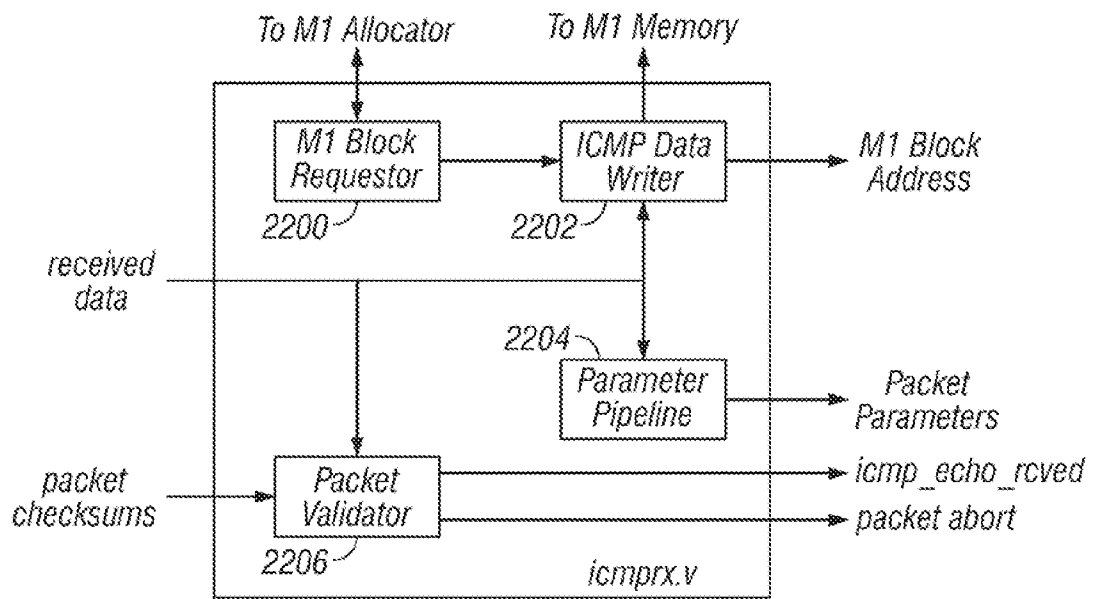 To M1 Allocator
To M1 Memory
M1 Block
Requestor
ICMP Data
Writer
M1 Block
Address
2200
2202
received
data
2204
Parameter
Pipeline
Packet
Parameters
packet
checksums
Packet
Validator
icmp_echo_rcved
packet abort
2206
icmprx.v